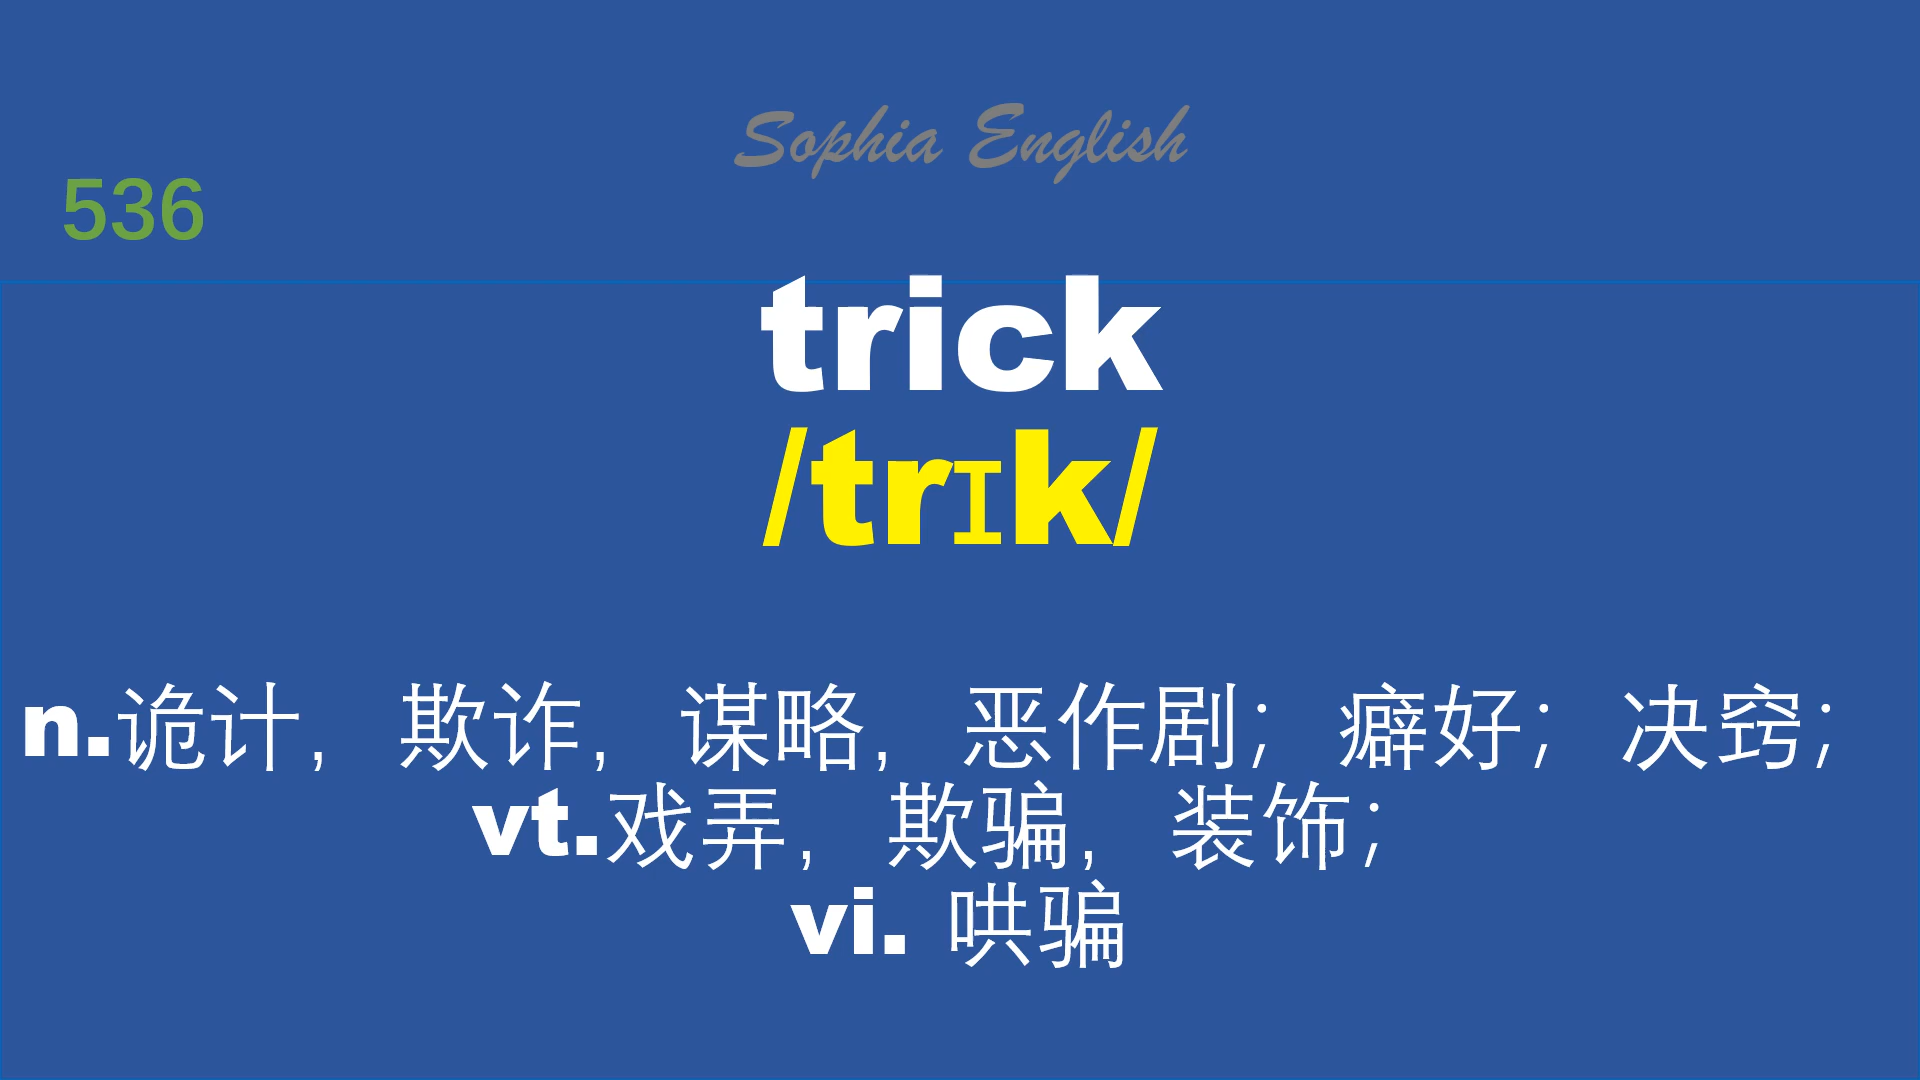 Sophia English
536
trick
/trɪk/
n.诡计，欺诈，谋略，恶作剧；癖好；决窍；
vt.戏弄，欺骗，装饰；
vi. 哄骗